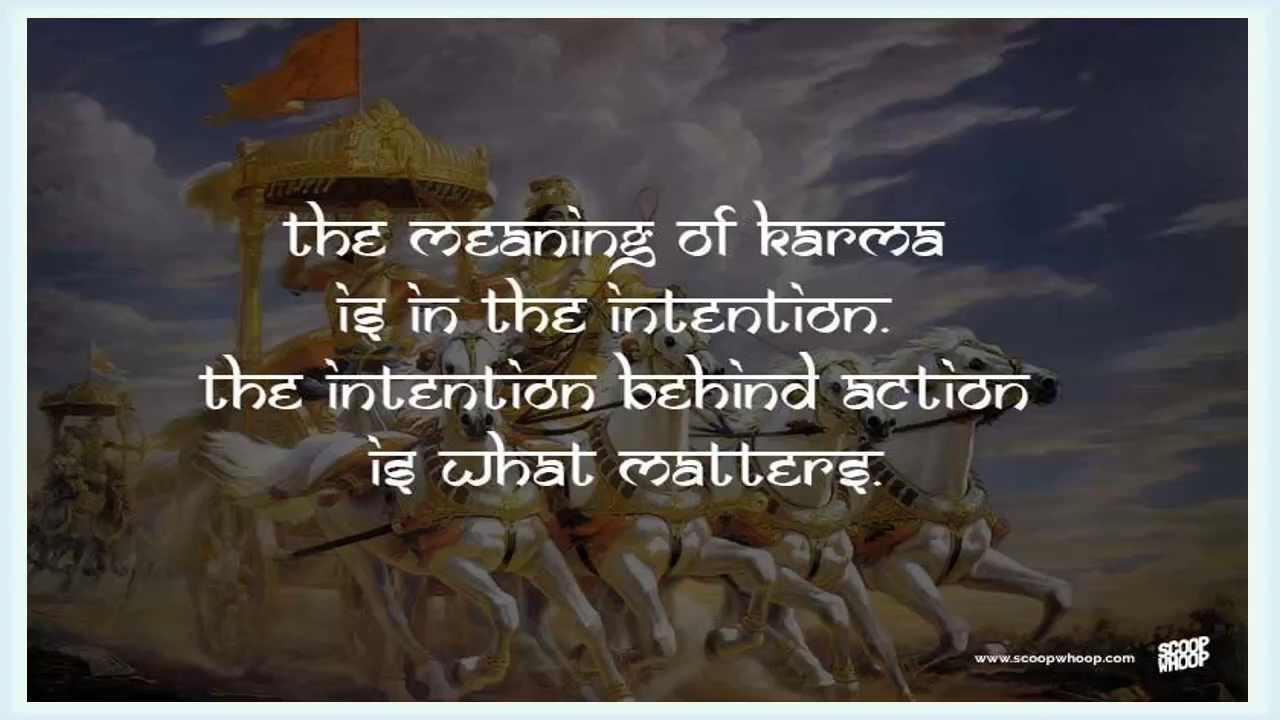 the meaning of karma
is in the intention.
the intention behind action
is what matters.
www.scoopwhoop.com
SCOOP
WHOOP